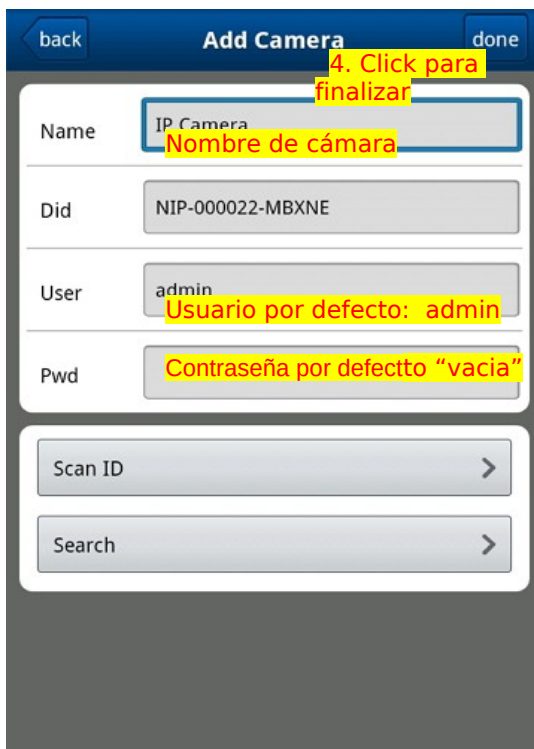 back
Add Camera
done
4. Click para
finalizar
Name
IP Camera
Nombre de cámara
Did
NIP-000022-MBXNE
User
admin
Usuario por defecto: admin
Pwd
Contraseña por defectto “vacia”
Scan ID
Search